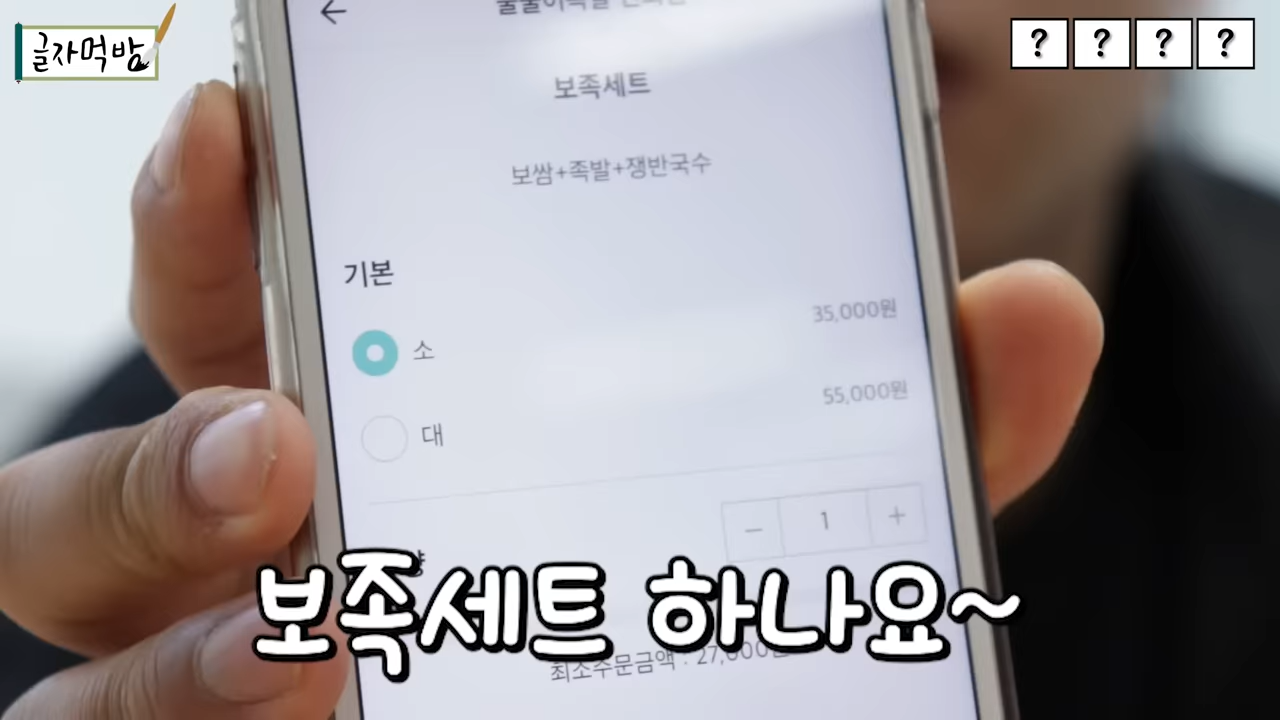 글자먹방
? ? ? ?
보족세트
보쌈+족발+쟁반국수
기본
소 35,000원
대 55,000원
- 1 +
보족세트 하나요~
최소주문금액 : 27,000원